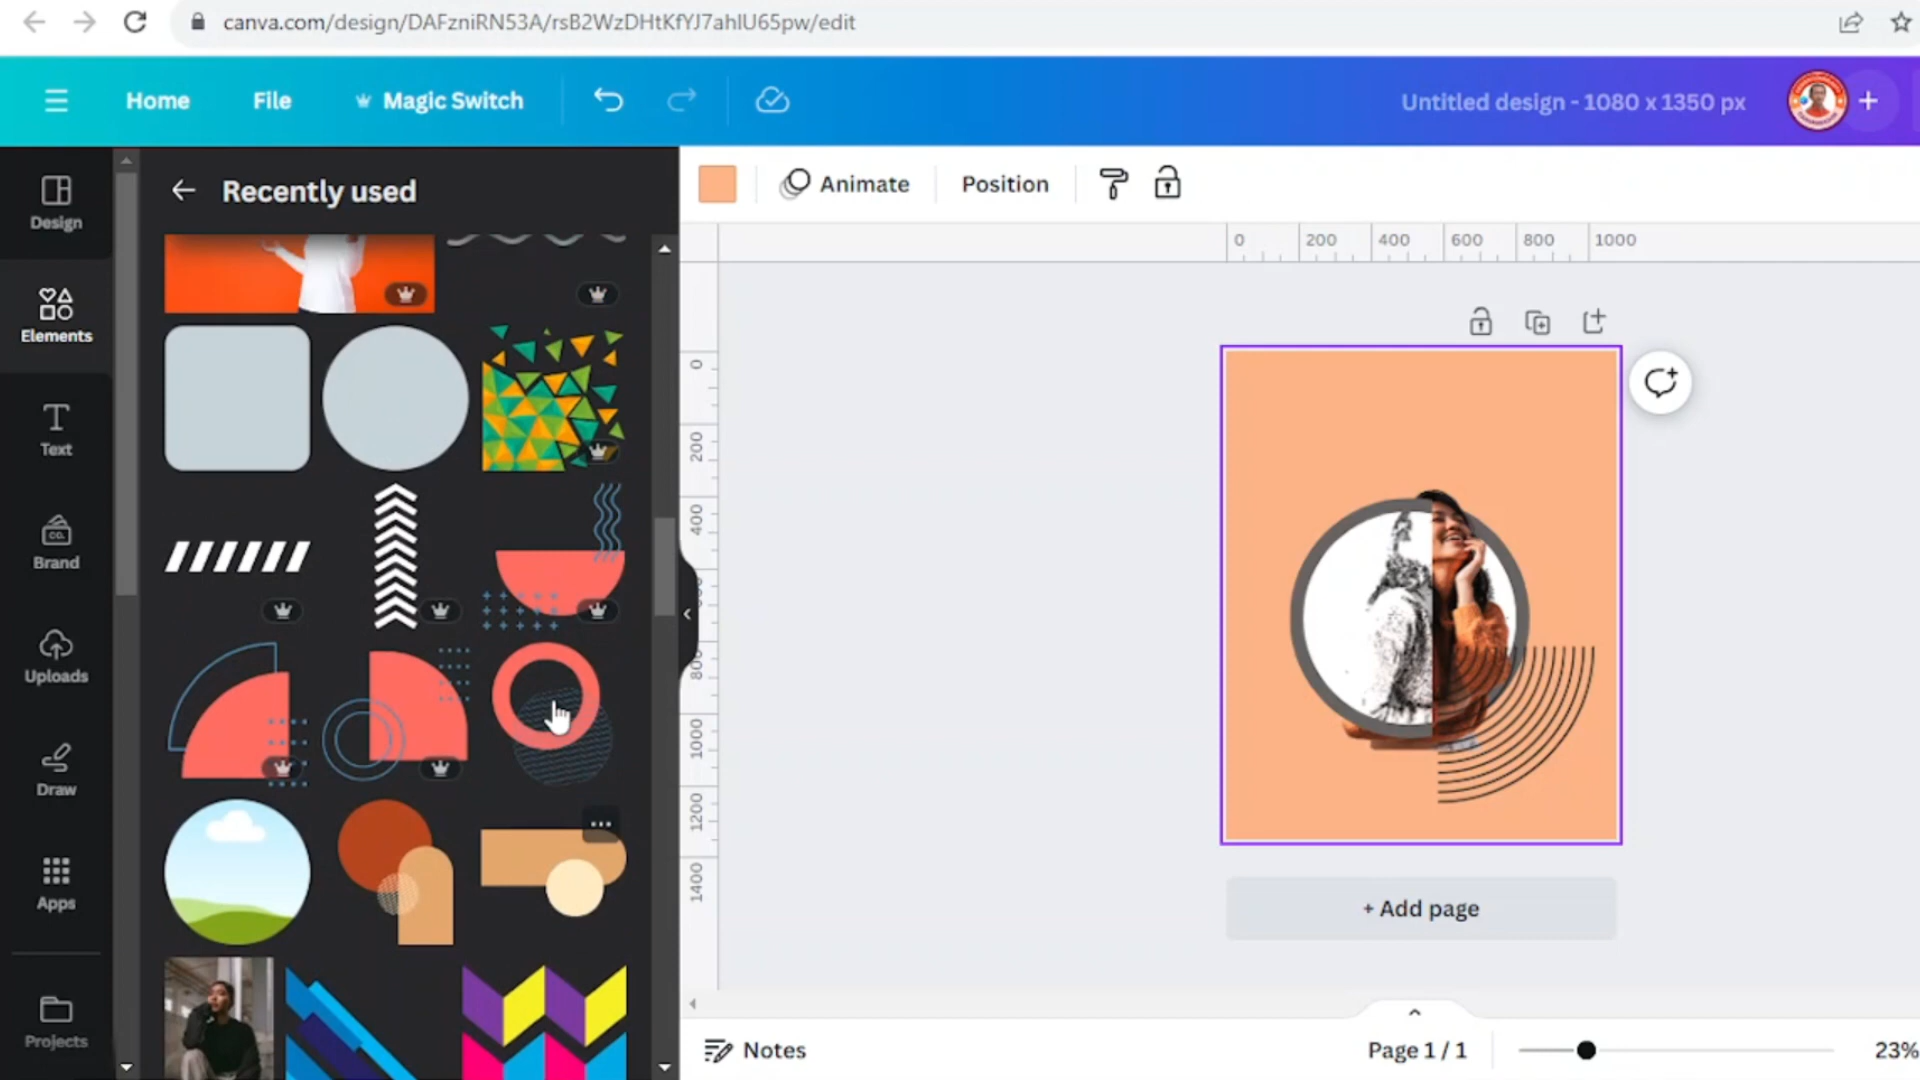 canva.com/design/DAFzniRN53A/rsB2WzDHtKfYJ7ahlU65pw/edit
Home File Magic Switch Untitled design - 1080 x 1350 px
Design
Elements
Text
Brand
CO.
Uploads
Draw
Apps
Projects
Recently used
Animate Position
0 200 400 600 800 1000
0
200
400
800
1000
1200
1400
+ Add page
Notes Page 1 / 1 23%